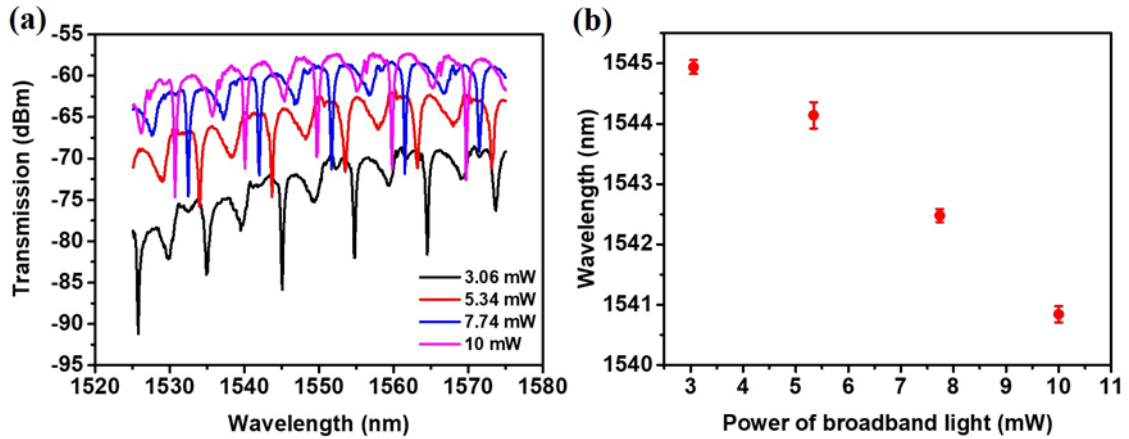 (a)
-55
-60
-65
-70
-75
-80
-85
-90
-95
Transmission (dBm)
3.06 mW
5.34 mW
7.74 mW
10 mW
1520 1530 1540 1550 1560 1570 1580
Wavelength (nm)
(b)
1545
1544
1543
1542
1541
1540
Wavelength (nm)
3 4 5 6 7 8 9 10 11
Power of broadband light (mW)